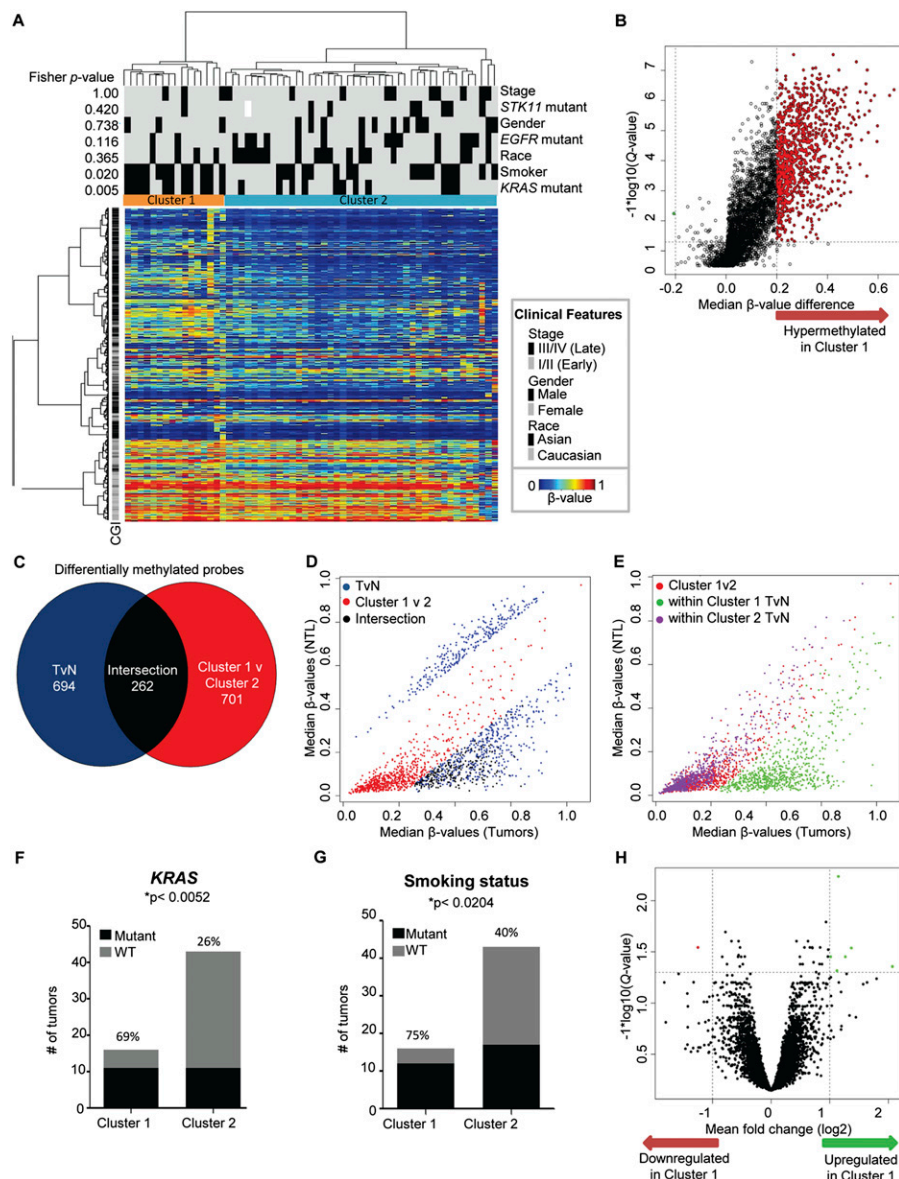 A
Fisher p-value
1.00 Stage
0.420 STK11 mutant
0.738 Gender
0.116 EGFR mutant
0.365 Race
0.020 Smoker
0.005 KRAS mutant
Cluster 1 Cluster 2
CGI
Clinical Features
Stage
III/IV (Late)
I/II (Early)
Gender
Male
Female
Race
Asian
Caucasian
0 1
β-value
B
-1*log10(Q-value)
7
6
5
4
3
2
1
0
-0.2 0.0 0.2 0.4 0.6
Median β-value difference
Hypermethylated
in Cluster 1
C
Differentially methylated probes
TvN
694
Intersection
262
Cluster 1 v
Cluster 2
701
D
TvN
Cluster 1 v 2
Intersection
Median β-values (NTL)
1.0
0.8
0.6
0.4
0.2
0.0
0.0 0.2 0.4 0.6 0.8 1.0
Median β-values (Tumors)
E
Cluster 1v2
within Cluster 1 TvN
within Cluster 2 TvN
Median β-values (NTL)
1.0
0.8
0.6
0.4
0.2
0.0
0.0 0.2 0.4 0.6 0.8 1.0
Median β-values (Tumors)
F
KRAS
*p< 0.0052
Mutant
WT
# of tumors
50
40
30
20
10
0
69%
26%
Cluster 1 Cluster 2
G
Smoking status
*p< 0.0204
Mutant
WT
# of tumors
50
40
30
20
10
0
75%
40%
Cluster 1 Cluster 2
H
-1*log10(Q-value)
2.0
1.5
1.0
0.5
-1 0 1 2
Mean fold change (log2)
Downregulated
in Cluster 1
Upregulated
in Cluster 1